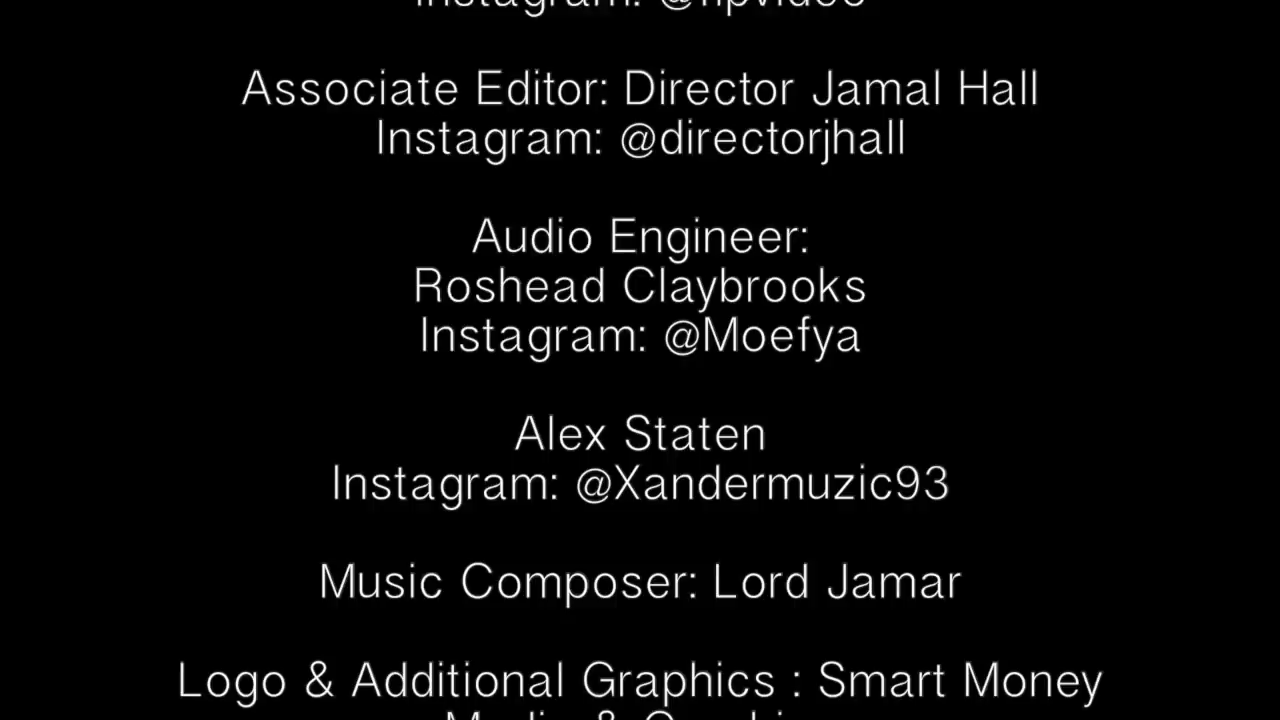 Instagram:
Associate Editor: Director Jamal Hall
Instagram: @directorjhall
Audio Engineer:
Roshead Claybrooks
Instagram: @Moefya
Alex Staten
Instagram: @Xandermuzic93
Music Composer: Lord Jamar
Logo & Additional Graphics : Smart Money